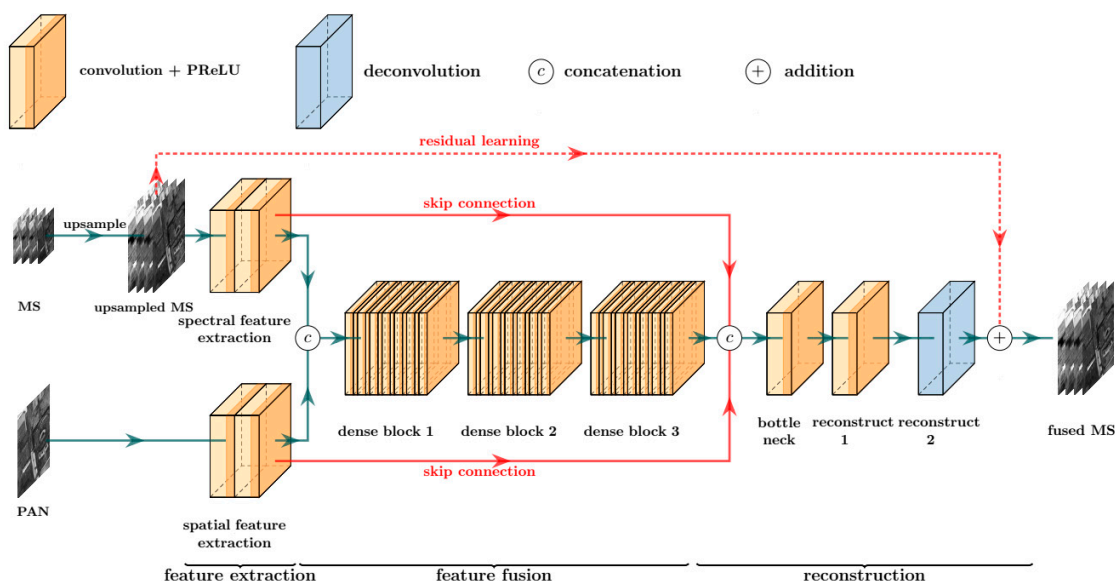 convolution + PReLU
deconvolution
c
concatenation
+
addition
residual learning
skip connection
upsample
MS
upsampled MS
spectral feature
extraction
c
c
+
dense block 1
dense block 2
dense block 3
bottle
neck
reconstruct
1
reconstruct
2
fused MS
skip connection
PAN
spatial feature
extraction
feature extraction
feature fusion
reconstruction